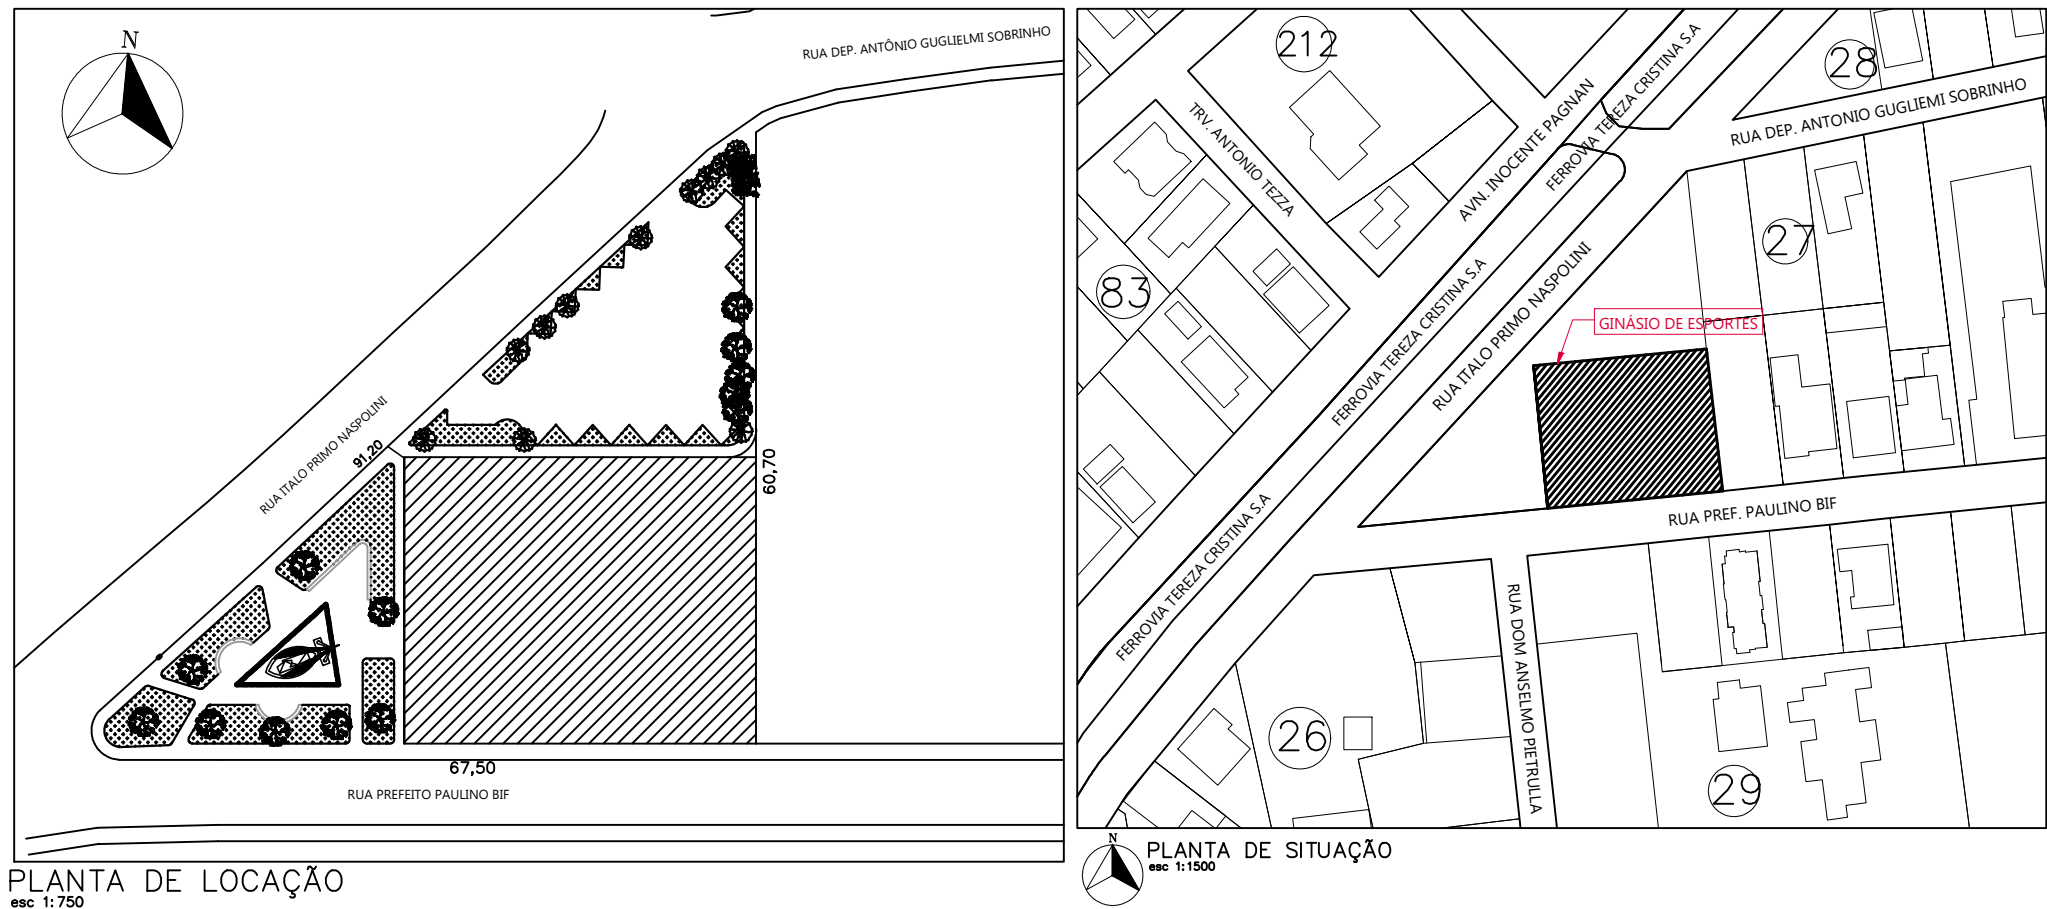 N
RUA DEP. ANTÔNIO GUGLIELMI SOBRINHO
RUA ITALO PRIMO NASPOLINI
91,20
60,70
67,50
RUA PREFEITO PAULINO BIF
PLANTA DE LOCAÇÃO
esc 1:750
212
28
TRV. ANTONIO TEZZA
AVN. INOCENTE PAGNAN
FERROVIA TEREZA CRISTINA S.A
RUA DEP. ANTONIO GUGLIEMI SOBRINHO
83
27
FERROVIA TEREZA CRISTINA S.A
RUA ITALO PRIMO NASPOLINI
GINÁSIO DE ESPORTES
FERROVIA TEREZA CRISTINA S.A
RUA PREF. PAULINO BIF
RUA DOM ANSELMO PIETRULLA
26
29
N
PLANTA DE SITUAÇÃO
esc 1:1500